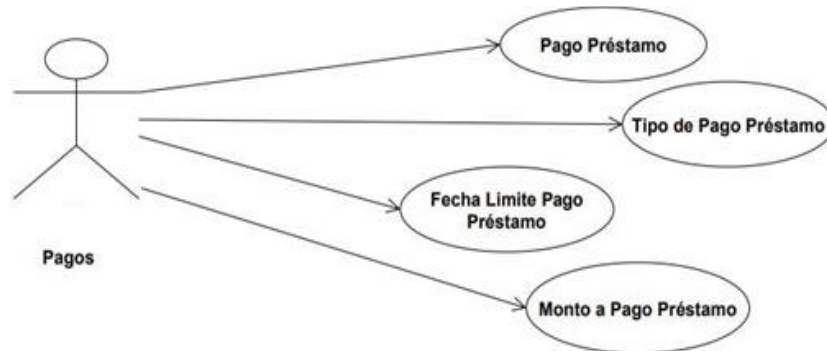 Pago Préstamo
Tipo de Pago Préstamo
Fecha Limite Pago
Préstamo
Pagos
Monto a Pago Préstamo